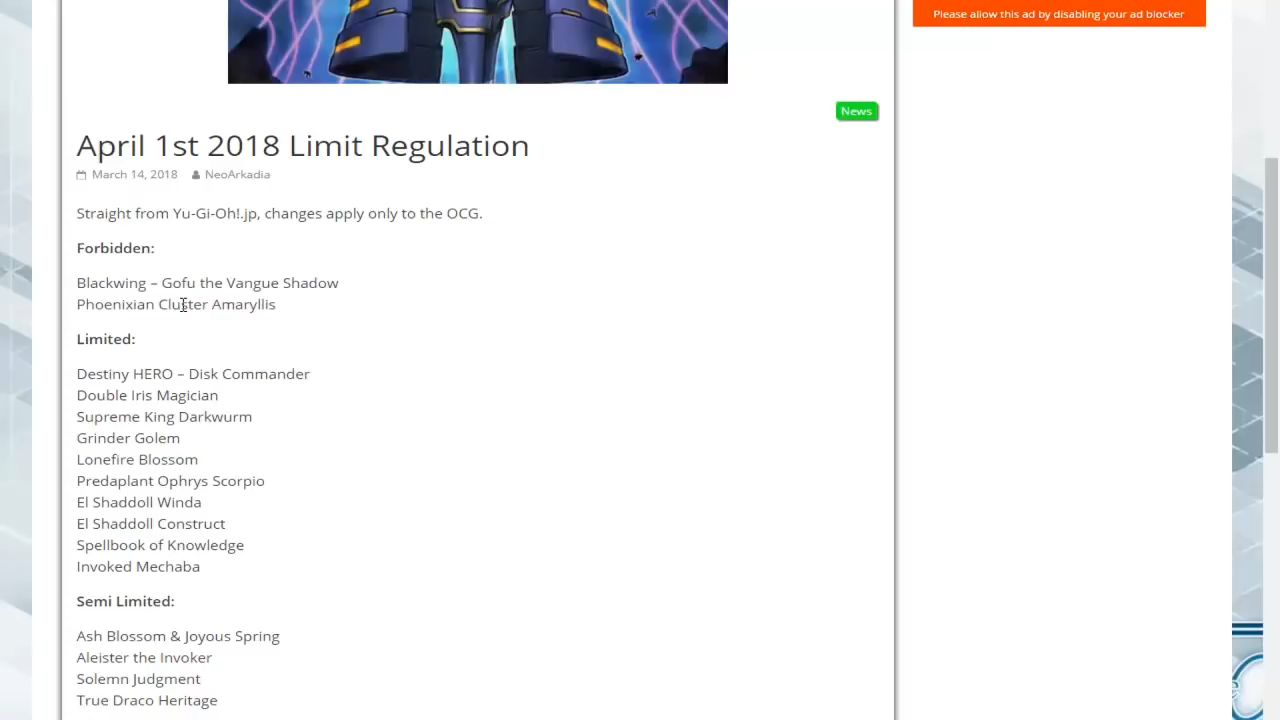 Please allow this ad by disabling your ad blocker
News
April 1st 2018 Limit Regulation
March 14, 2018 NeoArkadia
Straight from Yu-Gi-Oh!.jp, changes apply only to the OCG.
Forbidden:
Blackwing – Gofu the Vangue Shadow
Phoenixian Cluster Amaryllis
Limited:
Destiny HERO – Disk Commander
Double Iris Magician
Supreme King Darkwurm
Grinder Golem
Lonefire Blossom
Predaplant Ophrys Scorpio
El Shaddoll Winda
El Shaddoll Construct
Spellbook of Knowledge
Invoked Mechaba
Semi Limited:
Ash Blossom & Joyous Spring
Aleister the Invoker
Solemn Judgment
True Draco Heritage